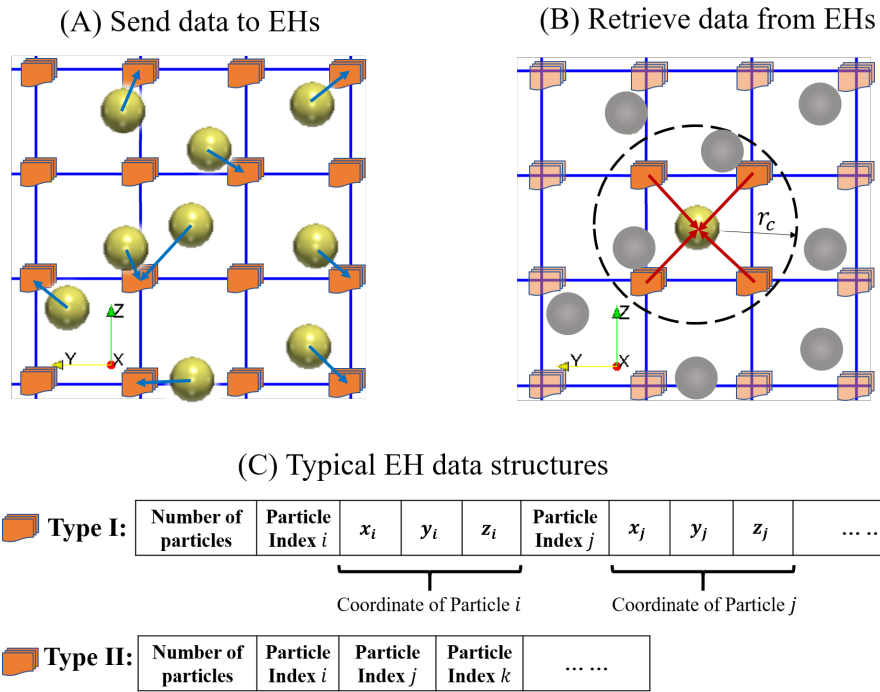 (A) Send data to EHs
(B) Retrieve data from EHs
Z
Y
X
r_c
Z
Y
X
(C) Typical EH data structures
Type I:
Number of
particles
Particle
Index i
x_i
y_i
z_i
Particle
Index j
x_j
y_j
z_j
... ...
Coordinate of Particle i
Coordinate of Particle j
Type II:
Number of
particles
Particle
Index i
Particle
Index j
Particle
Index k
... ...